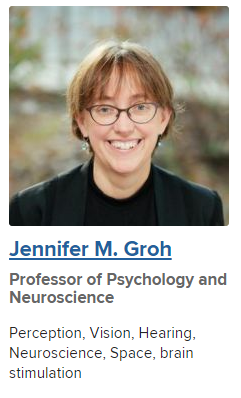 Jennifer M. Groh
Professor of Psychology and
Neuroscience
Perception, Vision, Hearing,
Neuroscience, Space, brain
stimulation